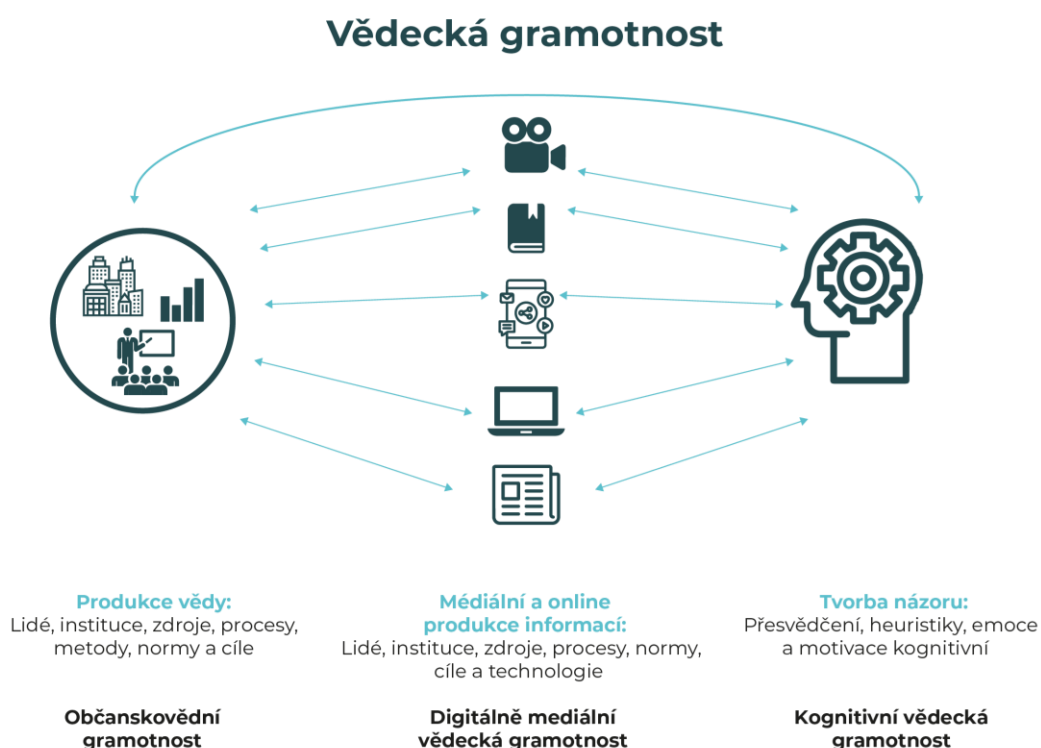 Vědecká gramotnost
Produkce vědy:
Lidé, instituce, zdroje, procesy,
metody, normy a cíle
Médiální a online
produkce informací:
Lidé, instituce, zdroje, procesy, normy,
cíle a technologie
Tvorba názoru:
Přesvědčení, heuristiky, emoce
a motivace kognitivní
Občanskovědní
gramotnost
Digitálně mediální
vědecká gramotnost
Kognitivní vědecká
gramotnost